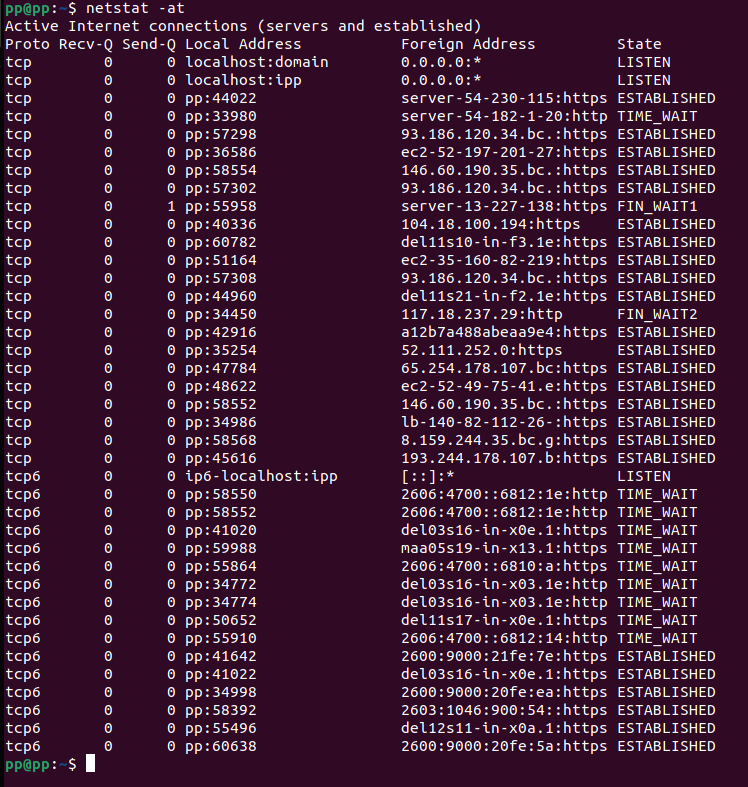 pp@pp:~$ netstat -at
Active Internet connections (servers and established)
Proto Recv-Q Send-Q Local Address           Foreign Address         State
tcp        0      0 localhost:domain        0.0.0.0:*               LISTEN
tcp        0      0 localhost:ipp           0.0.0.0:*               LISTEN
tcp        0      0 pp:44022                server-54-230-115:https ESTABLISHED
tcp        0      0 pp:33980                server-54-182-1-20:http TIME_WAIT
tcp        0      0 pp:57298                93.186.120.34.bc.:https ESTABLISHED
tcp        0      0 pp:36586                ec2-52-197-201-27:https ESTABLISHED
tcp        0      0 pp:58554                146.60.190.35.bc.:https ESTABLISHED
tcp        0      0 pp:57302                93.186.120.34.bc.:https ESTABLISHED
tcp        0      1 pp:55958                server-13-227-138:https FIN_WAIT1
tcp        0      0 pp:40336                104.18.100.194:https    ESTABLISHED
tcp        0      0 pp:60782                del11s10-in-f3.1e:https ESTABLISHED
tcp        0      0 pp:51164                ec2-35-160-82-219:https ESTABLISHED
tcp        0      0 pp:57308                93.186.120.34.bc.:https ESTABLISHED
tcp        0      0 pp:44960                del11s21-in-f2.1e:https ESTABLISHED
tcp        0      0 pp:34450                117.18.237.29:http      FIN_WAIT2
tcp        0      0 pp:42916                a12b7a488abeaa9e4:https ESTABLISHED
tcp        0      0 pp:35254                52.111.252.0:https      ESTABLISHED
tcp        0      0 pp:47784                65.254.178.107.bc:https ESTABLISHED
tcp        0      0 pp:48622                ec2-52-49-75-41.e:https ESTABLISHED
tcp        0      0 pp:58552                146.60.190.35.bc.:https ESTABLISHED
tcp        0      0 pp:34986                lb-140-82-112-26-:https ESTABLISHED
tcp        0      0 pp:58568                8.159.244.35.bc.g:https ESTABLISHED
tcp        0      0 pp:45616                193.244.178.107.b:https ESTABLISHED
tcp6       0      0 ip6-localhost:ipp       [::]:*                  LISTEN
tcp6       0      0 pp:58550                2606:4700::6812:1e:http TIME_WAIT
tcp6       0      0 pp:58552                2606:4700::6812:1e:http TIME_WAIT
tcp6       0      0 pp:41020                del03s16-in-x0e.1:https TIME_WAIT
tcp6       0      0 pp:59988                maa05s19-in-x13.1:https TIME_WAIT
tcp6       0      0 pp:55864                2606:4700::6810:a:https TIME_WAIT
tcp6       0      0 pp:34772                del03s16-in-x03.1e:http TIME_WAIT
tcp6       0      0 pp:34774                del03s16-in-x03.1e:http TIME_WAIT
tcp6       0      0 pp:50652                del11s17-in-x0e.1:https TIME_WAIT
tcp6       0      0 pp:55910                2606:4700::6812:14:http TIME_WAIT
tcp6       0      0 pp:41642                2600:9000:21fe:7e:https ESTABLISHED
tcp6       0      0 pp:41022                del03s16-in-x0e.1:https ESTABLISHED
tcp6       0      0 pp:34998                2600:9000:20fe:ea:https ESTABLISHED
tcp6       0      0 pp:58392                2603:1046:900:54::https ESTABLISHED
tcp6       0      0 pp:55496                del12s11-in-x0a.1:https ESTABLISHED
tcp6       0      0 pp:60638                2600:9000:20fe:5a:https ESTABLISHED
pp@pp:~$